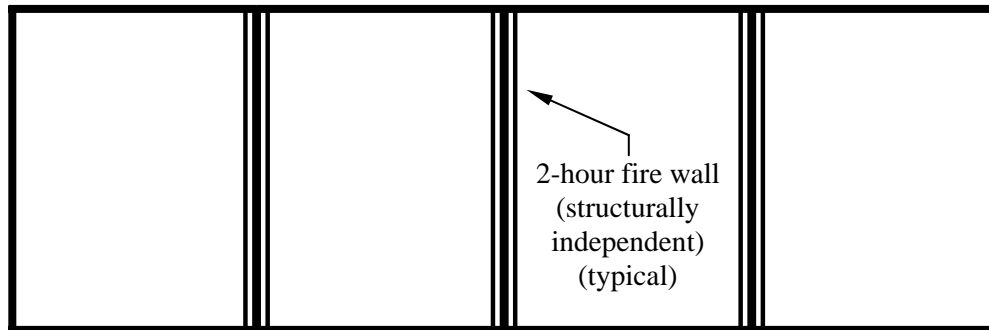 2-hour fire wall
(structurally
independent)
(typical)